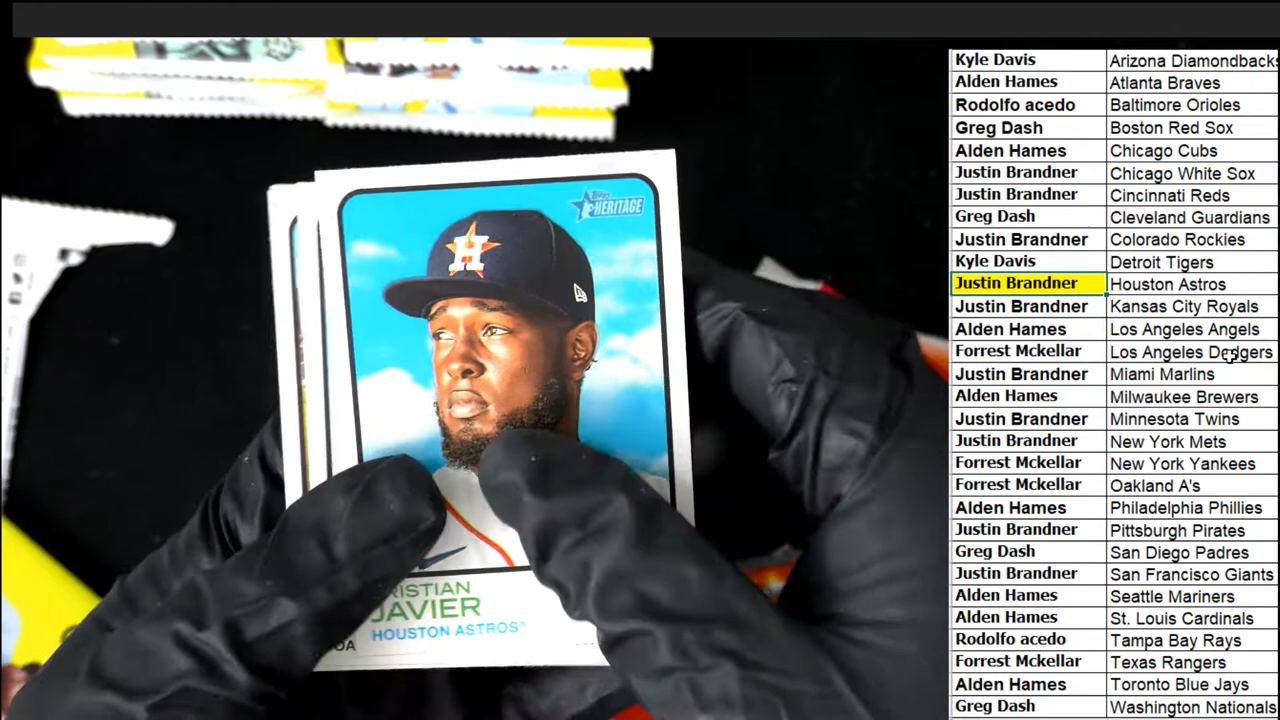 Topps
HERITAGE
H
RISTIAN
JAVIER
HOUSTON ASTROS
OA
Kyle Davis Arizona Diamondbacks
Alden Hames Atlanta Braves
Rodolfo acedo Baltimore Orioles
Greg Dash Boston Red Sox
Alden Hames Chicago Cubs
Justin Brandner Chicago White Sox
Justin Brandner Cincinnati Reds
Greg Dash Cleveland Guardians
Justin Brandner Colorado Rockies
Kyle Davis Detroit Tigers
Justin Brandner Houston Astros
Justin Brandner Kansas City Royals
Alden Hames Los Angeles Angels
Forrest Mckellar Los Angeles Dodgers
Justin Brandner Miami Marlins
Alden Hames Milwaukee Brewers
Justin Brandner Minnesota Twins
Justin Brandner New York Mets
Forrest Mckellar New York Yankees
Forrest Mckellar Oakland A's
Alden Hames Philadelphia Phillies
Justin Brandner Pittsburgh Pirates
Greg Dash San Diego Padres
Justin Brandner San Francisco Giants
Alden Hames Seattle Mariners
Alden Hames St. Louis Cardinals
Rodolfo acedo Tampa Bay Rays
Forrest Mckellar Texas Rangers
Alden Hames Toronto Blue Jays
Greg Dash Washington Nationals